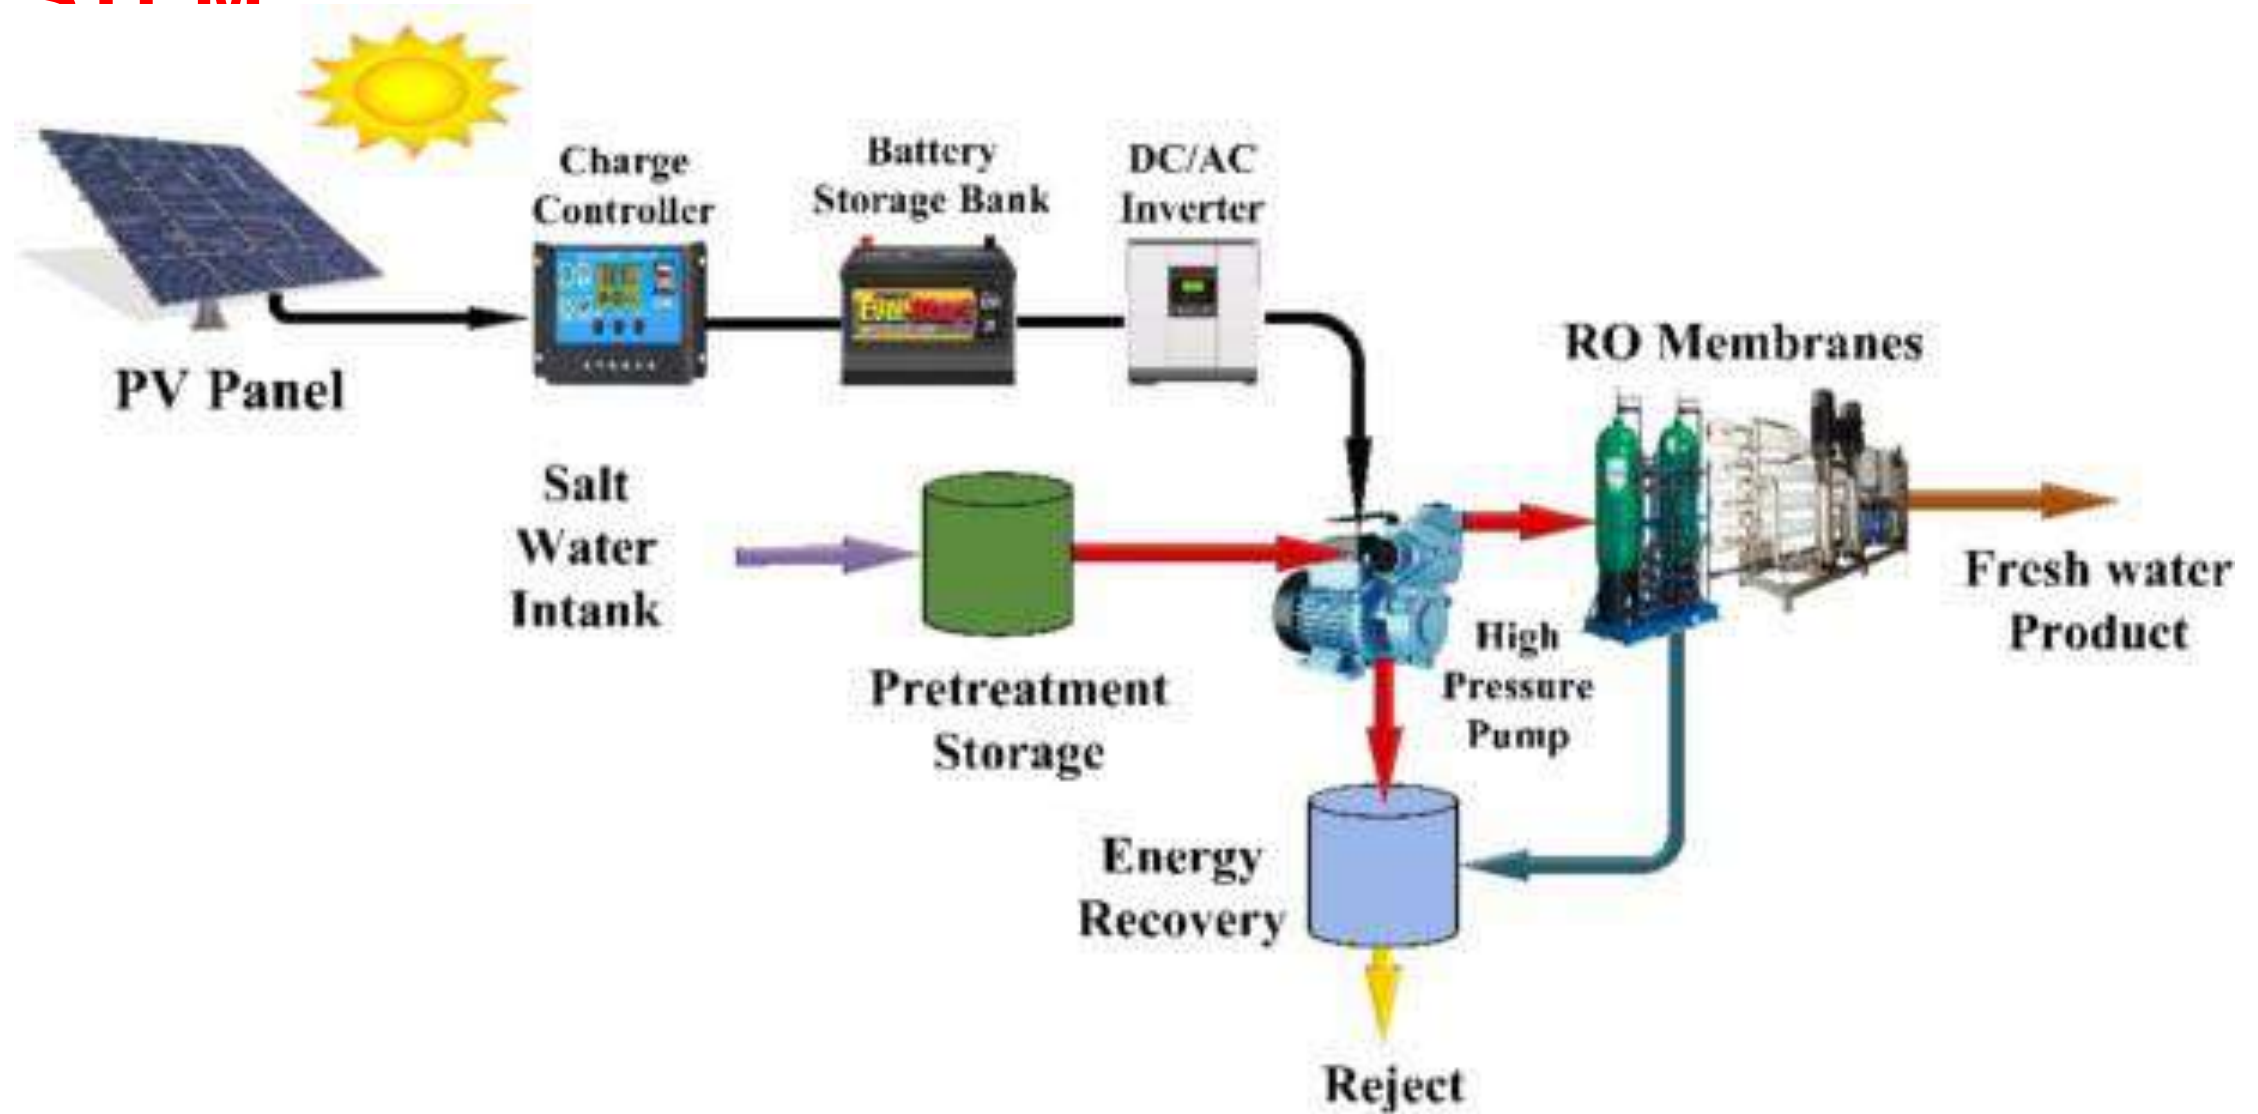 Charge
Controller
Battery
Storage Bank
DC/AC
Inverter
PV Panel
RO Membranes
Salt
Water
Intank
Pretreatment
Storage
High
Pressure
Pump
Fresh water
Product
Energy
Recovery
Reject